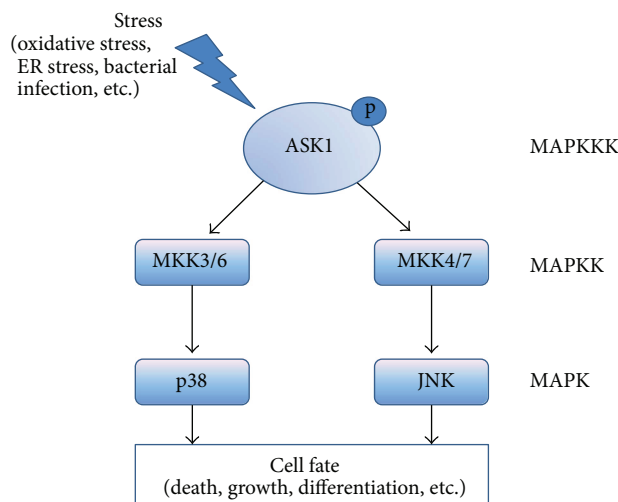 Stress
(oxidative stress,
ER stress, bacterial
infection, etc.)
p
ASK1
MAPKKK
MKK3/6
MKK4/7
MAPKK
p38
JNK
MAPK
Cell fate
(death, growth, differentiation, etc.)